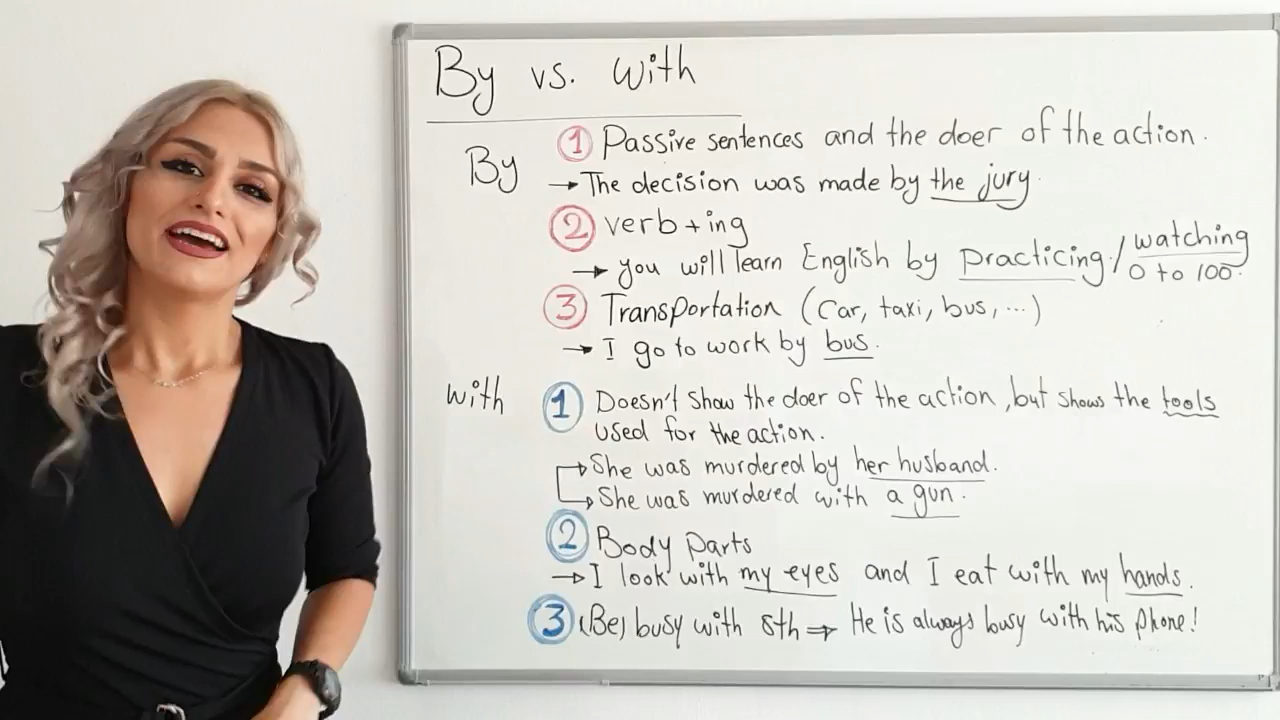 By vs. with
By ① Passive sentences and the doer of the action.
→ The decision was made by the jury.
② verb + ing
→ you will learn English by practicing. / watching 0 to 100.
③ Transportation (Car, taxi, bus, ...)
→ I go to work by bus.
with ① Doesn't show the doer of the action, but shows the tools
used for the action.
→ She was murdered by her husband.
→ She was murdered with a gun.
② Body parts
→ I look with my eyes and I eat with my hands.
③ (Be) busy with sth ⇒ He is always busy with his phone!